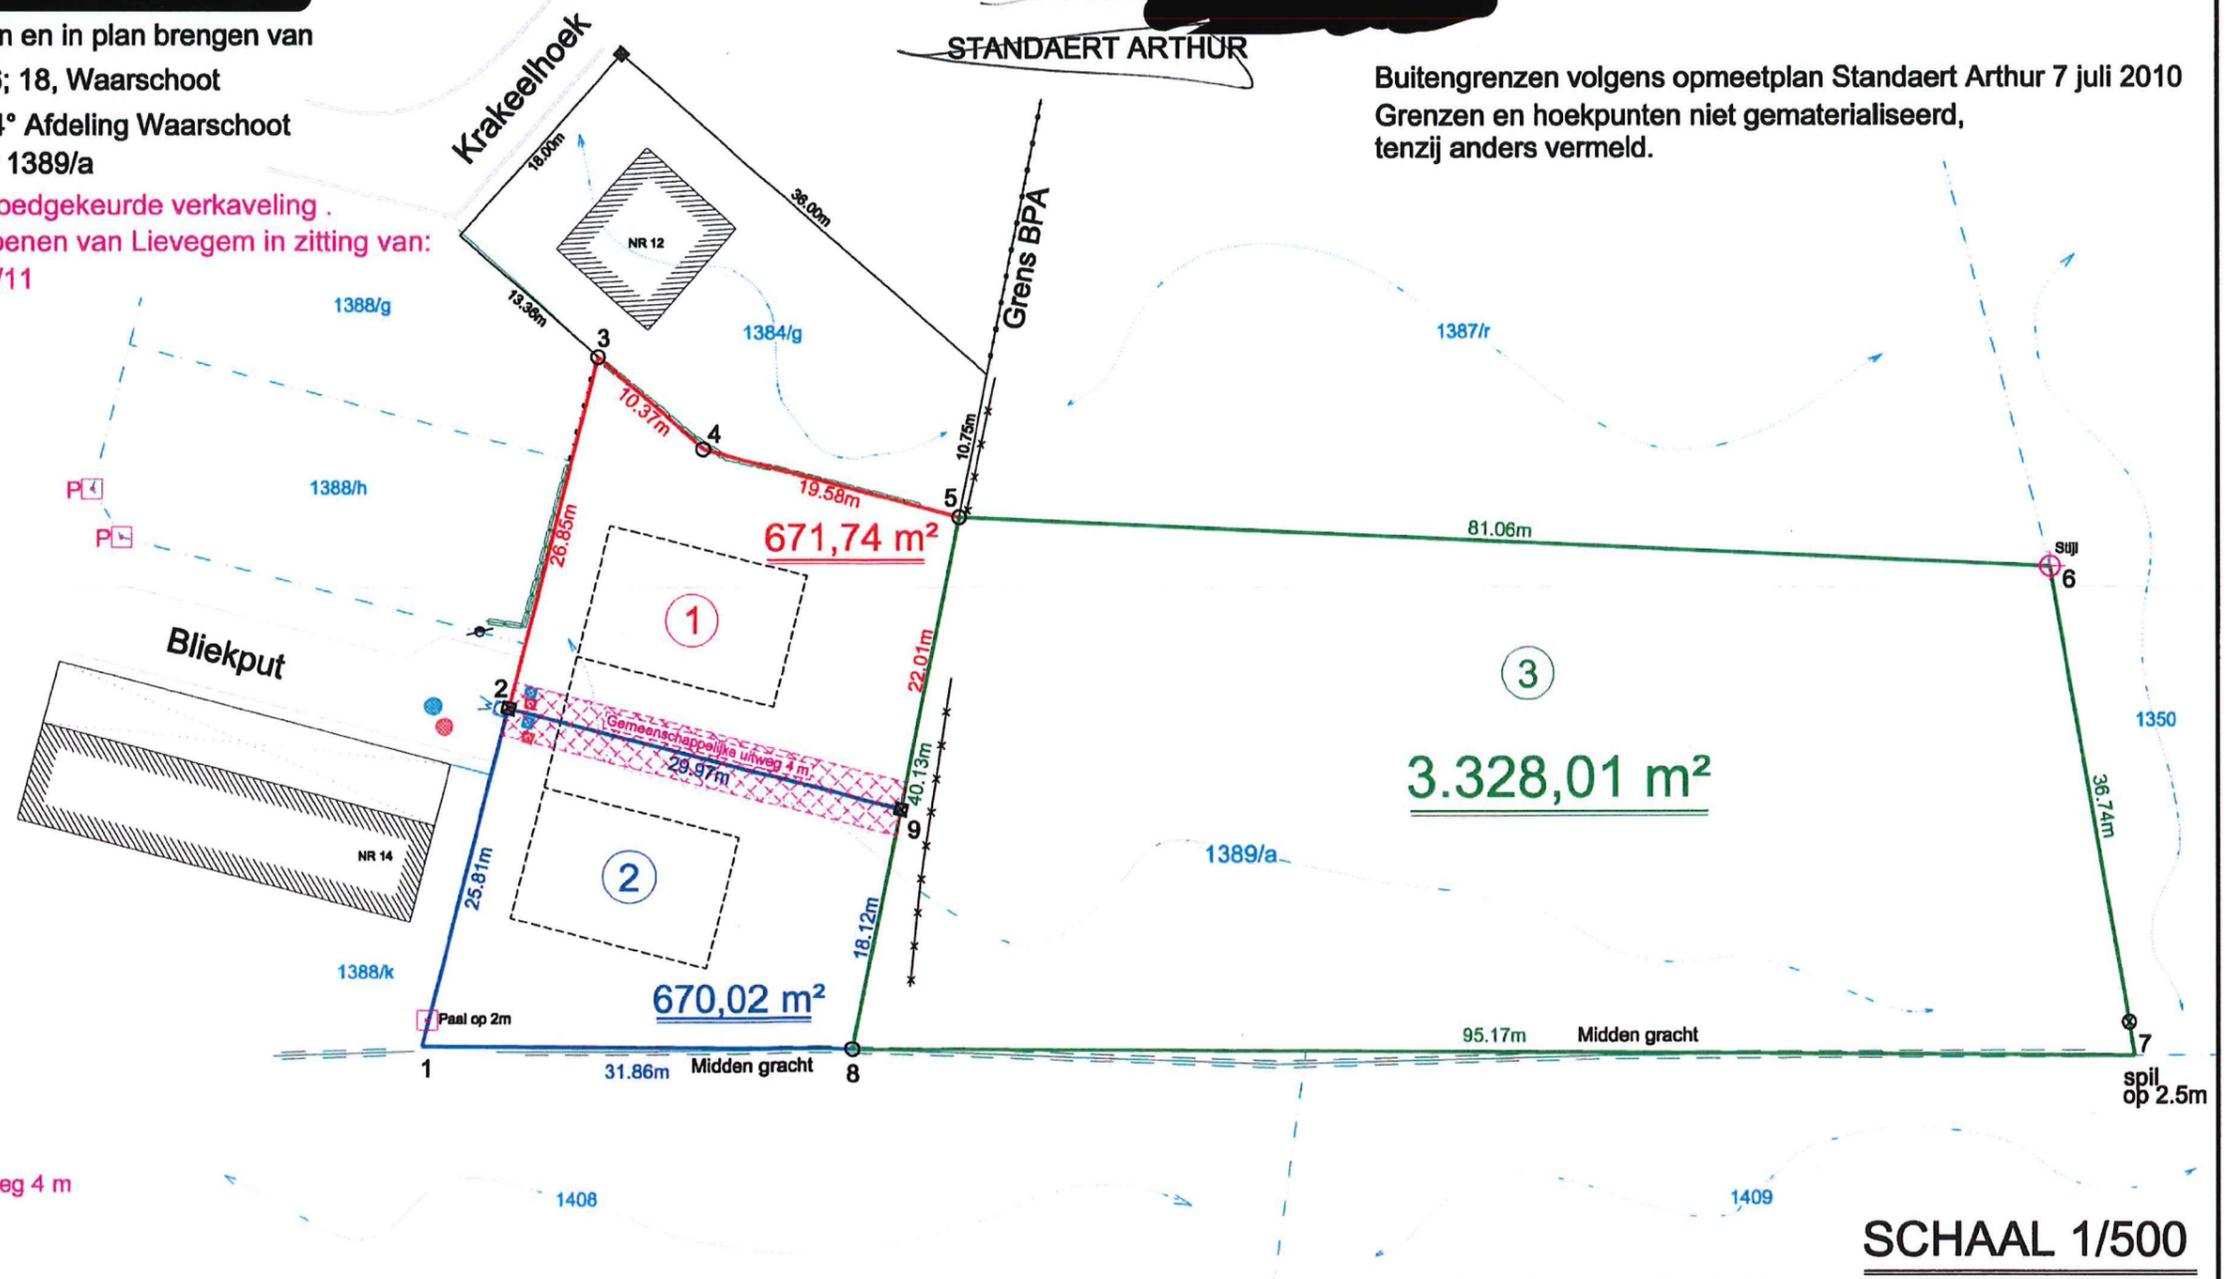 n en in plan brengen van
; 18, Waarschoot
4° Afdeling Waarschoot
1389/a
oedgekeurde verkaveling .
penen van Lievegem in zitting van:
/11
Krakeelhoek
STANDAERT ARTHUR
Buitengrenzen volgens opmeetplan Standaert Arthur 7 juli 2010
Grenzen en hoekpunten niet gematerialiseerd,
tenzij anders vermeld.
18.00m
36.00m
NR 12
13.36m
Grens BPA
1388/g
1384/g
1387/r
3
10.37m
4
10.75m
19.58m
5
1388/h
P
P
26.85m
671,74 m²
81.06m
Stijl
6
1
22.01m
3
Bliekput
2
W
Gemeenschappelijke uitweg 4 m
29.97m
40.13m
9
3.328,01 m²
1350
36.74m
NR 14
25.81m
2
18.12m
1389/a
1388/k
Paal op 2m
670,02 m²
95.17m
Midden gracht
7
1
31.86m
Midden gracht
8
spil
op 2.5m
eg 4 m
1408
1409
SCHAAL 1/500